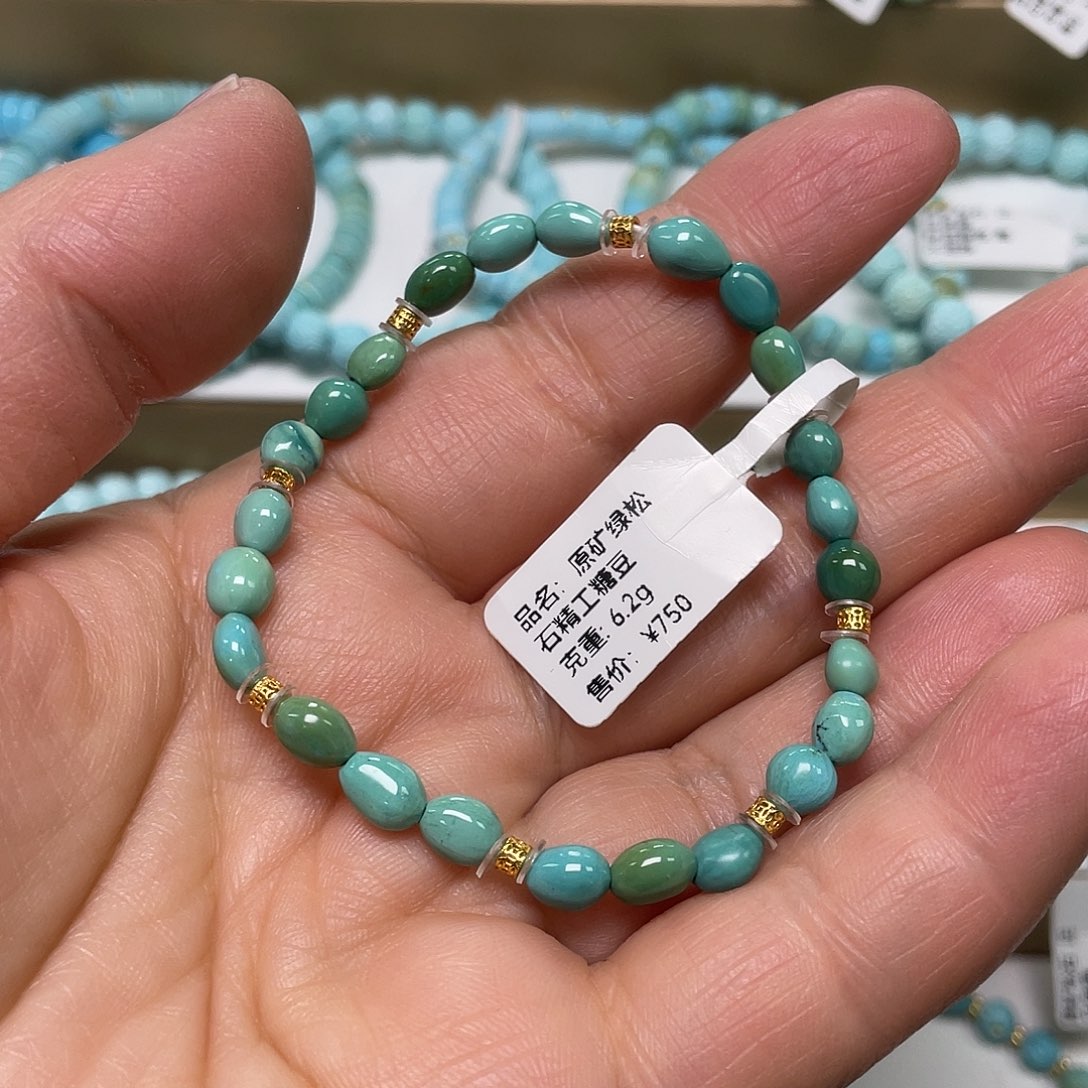 品名: 原矿绿松
石精工糖豆
克重: 6.2g
售价: ¥750